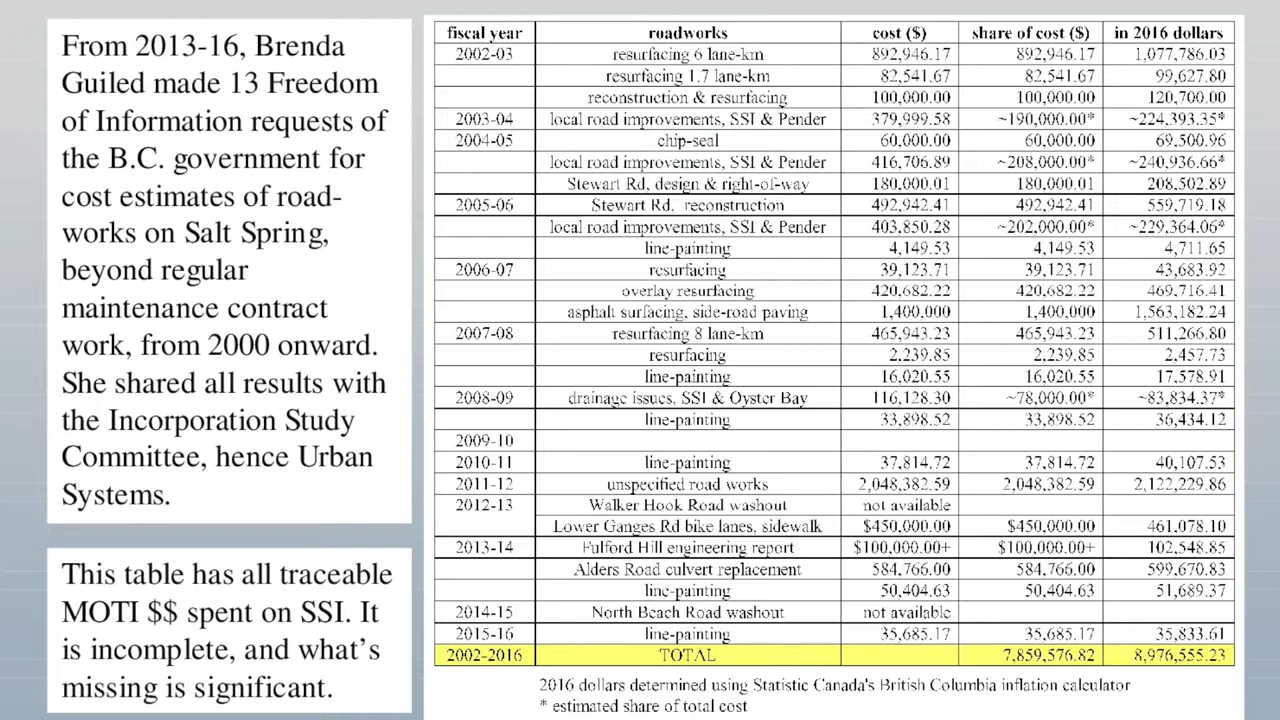 From 2013-16, Brenda
Guiled made 13 Freedom
of Information requests of
the B.C. government for
cost estimates of road-
works on Salt Spring,
beyond regular
maintenance contract
work, from 2000 onward.
She shared all results with
the Incorporation Study
Committee, hence Urban
Systems.
This table has all traceable
MOTI $$ spent on SSI. It
is incomplete, and what's
missing is significant.
fiscal year roadworks cost ($) share of cost ($) in 2016 dollars
2002-03 resurfacing 6 lane-km 892,946.17 892,946.17 1,077,786.03
resurfacing 1.7 lane-km 82,541.67 82,541.67 99,627.80
reconstruction & resurfacing 100,000.00 100,000.00 120,700.00
2003-04 local road improvements, SSI & Pender 379,999.58 ~190,000.00* ~224,393.35*
2004-05 chip-seal 60,000.00 60,000.00 69,500.96
local road improvements, SSI & Pender 416,706.89 ~208,000.00* ~240,936.66*
Stewart Rd, design & right-of-way 180,000.01 180,000.01 208,502.89
2005-06 Stewart Rd. reconstruction 492,942.41 492,942.41 559,719.18
local road improvements, SSI & Pender 403,850.28 ~202,000.00* ~229,364.06*
line-painting 4,149.53 4,149.53 4,711.65
2006-07 resurfacing 39,123.71 39,123.71 43,683.92
overlay resurfacing 420,682.22 420,682.22 469,716.41
asphalt surfacing, side-road paving 1,400,000 1,400,000 1,563,182.24
2007-08 resurfacing 8 lane-km 465,943.23 465,943.23 511,266.80
resurfacing 2,239.85 2,239.85 2,457.73
line-painting 16,020.55 16,020.55 17,578.91
2008-09 drainage issues, SSI & Oyster Bay 116,128.30 ~78,000.00* ~83,834.37*
line-painting 33,898.52 33,898.52 36,434.12
2009-10
2010-11 line-painting 37,814.72 37,814.72 40,107.53
2011-12 unspecified road works 2,048,382.59 2,048,382.59 2,122,229.86
2012-13 Walker Hook Road washout not available
Lower Ganges Rd bike lanes, sidewalk $450,000.00 $450,000.00 461,078.10
2013-14 Fulford Hill engineering report $100,000.00+ $100,000.00+ 102,548.85
Alders Road culvert replacement 584,766.00 584,766.00 599,670.83
line-painting 50,404.63 50,404.63 51,689.37
2014-15 North Beach Road washout not available
2015-16 line-painting 35,685.17 35,685.17 35,833.61
2002-2016 TOTAL 7,859,576.82 8,976,555.23
2016 dollars determined using Statistic Canada's British Columbia inflation calculator
* estimated share of total cost